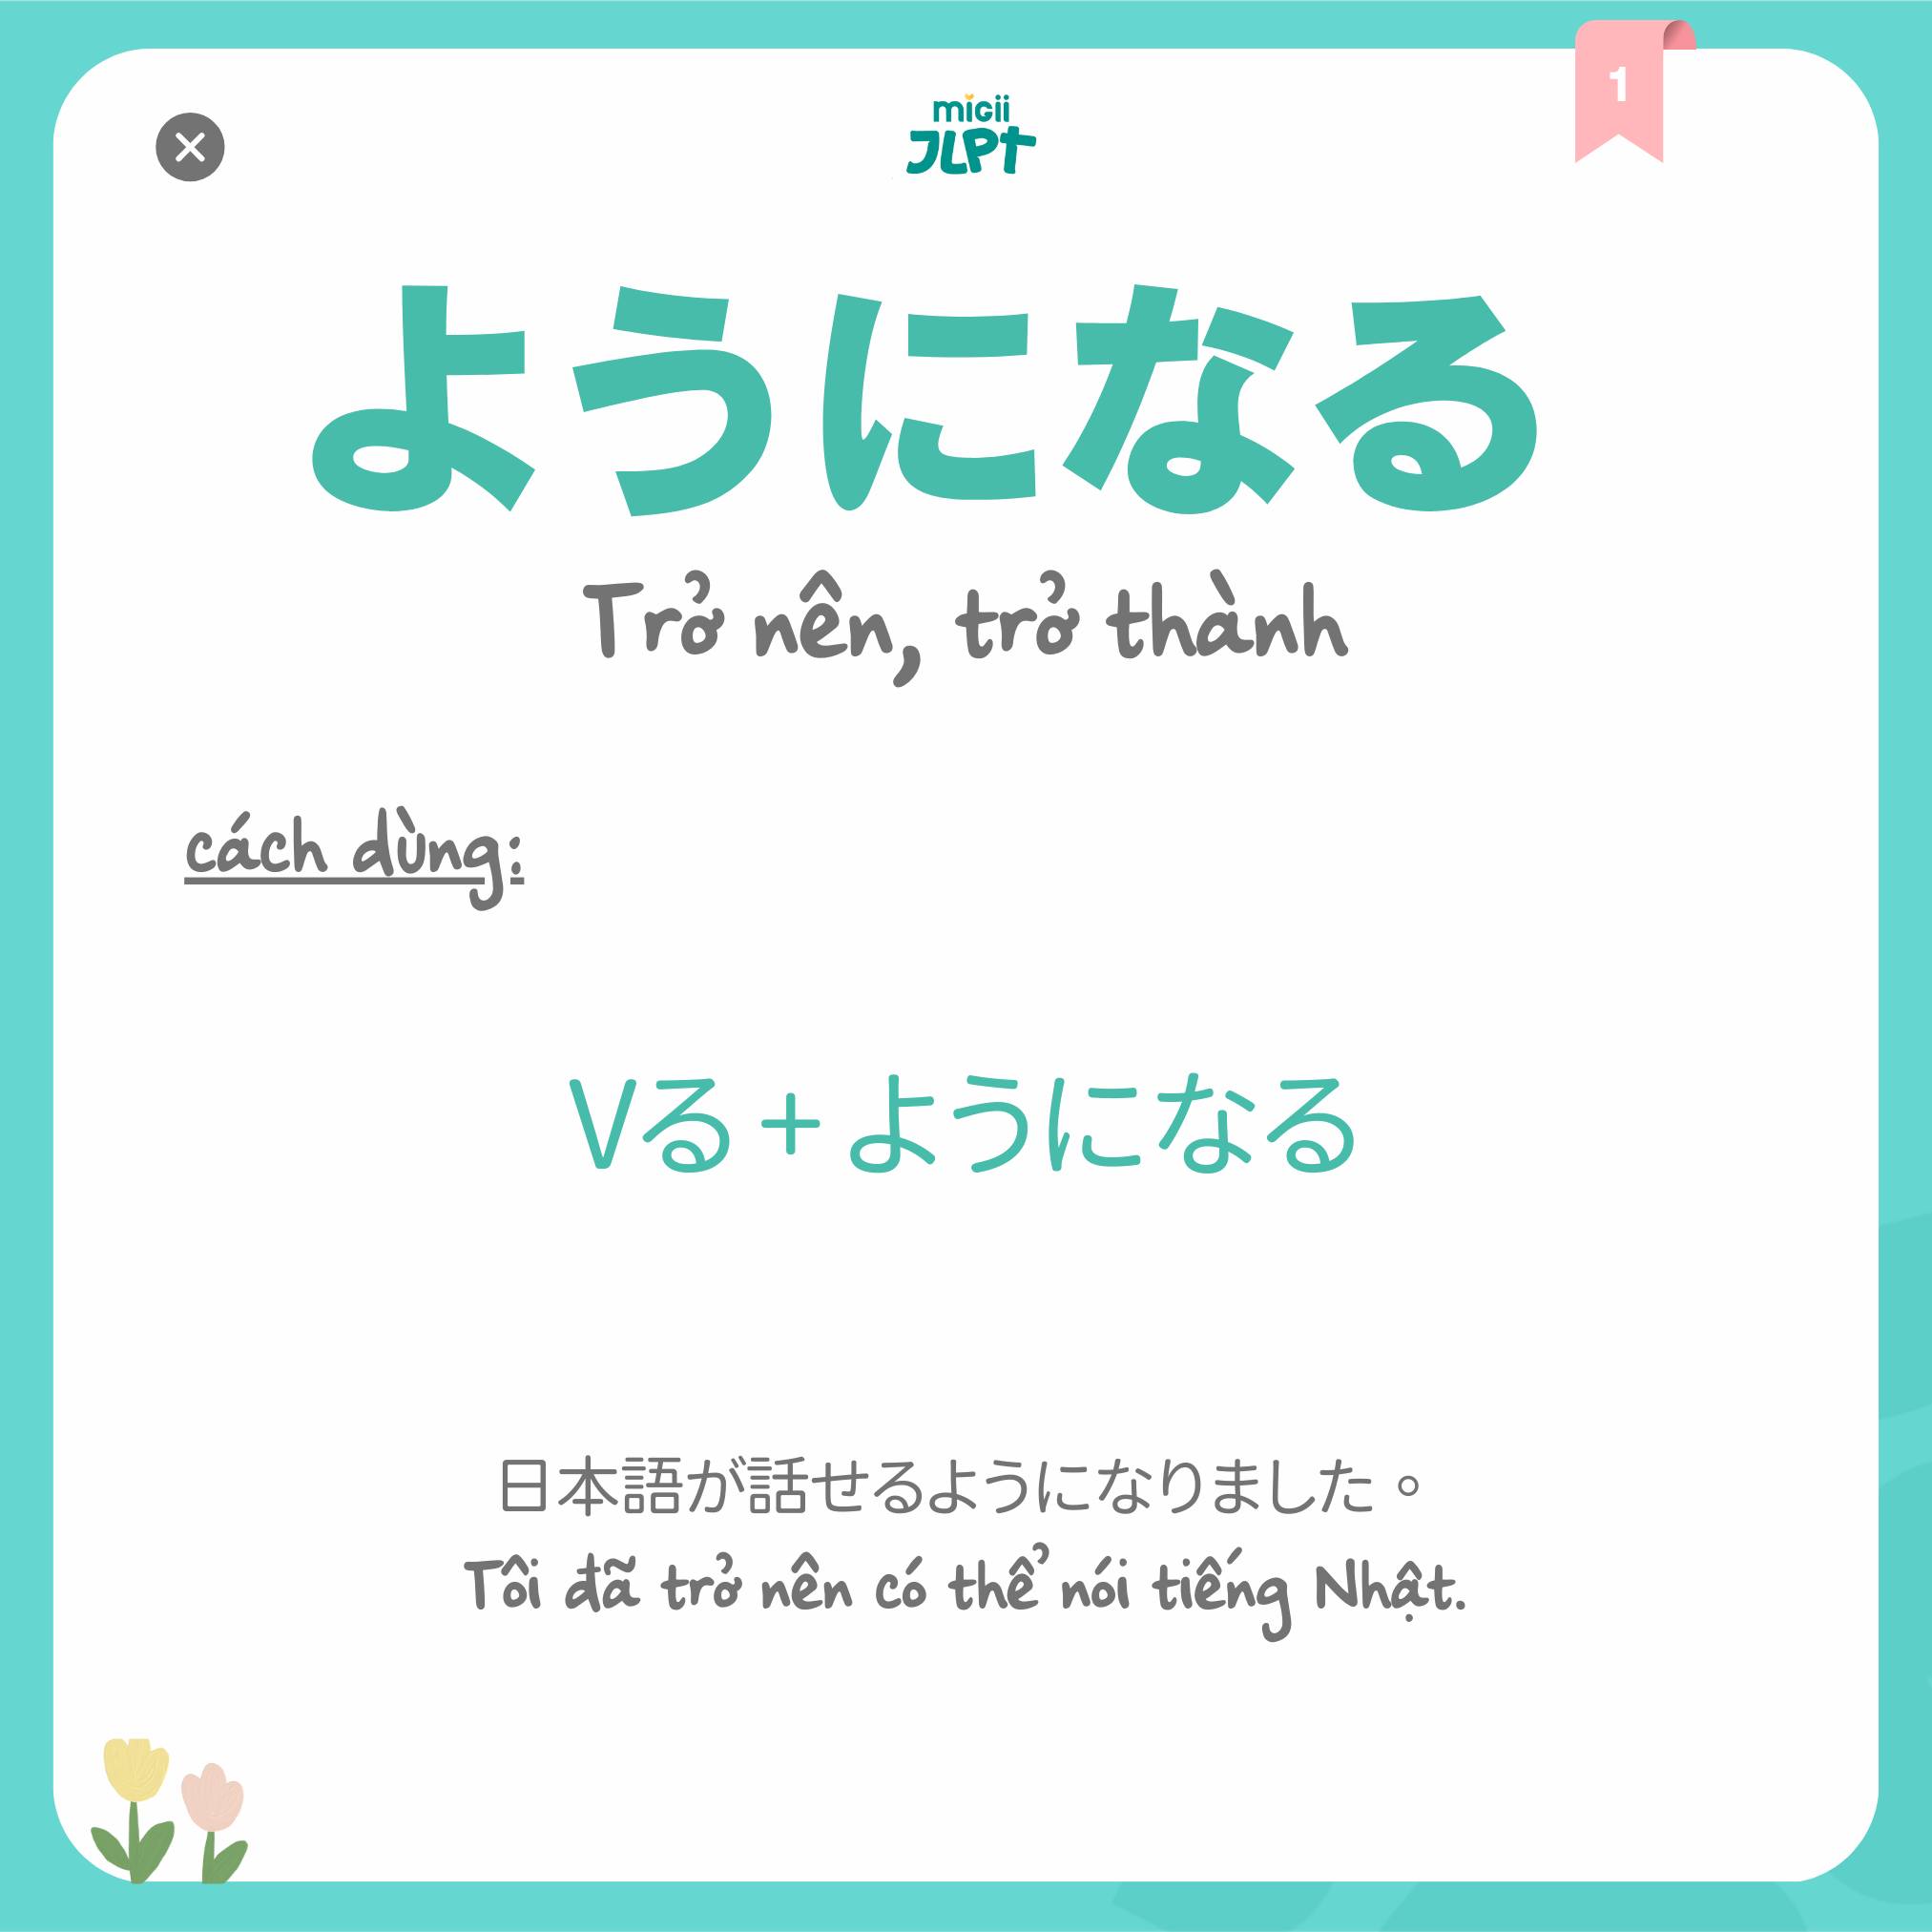 1
micii
JLPT
ようになる
Trở nên, trở thành
cách dùng:
Vる + ようになる
日本語が話せるようになりました。
Tôi đã trở nên có thể nói tiếng Nhật.